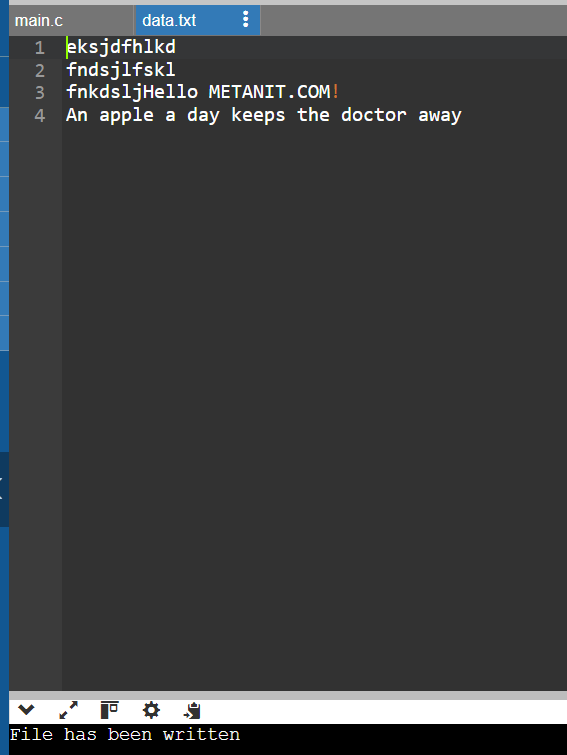 main.c data.txt
1 eksjdfhlkd
2 fndsjlfskl
3 fnkdsljHello METANIT.COM!
4 An apple a day keeps the doctor away
File has been written